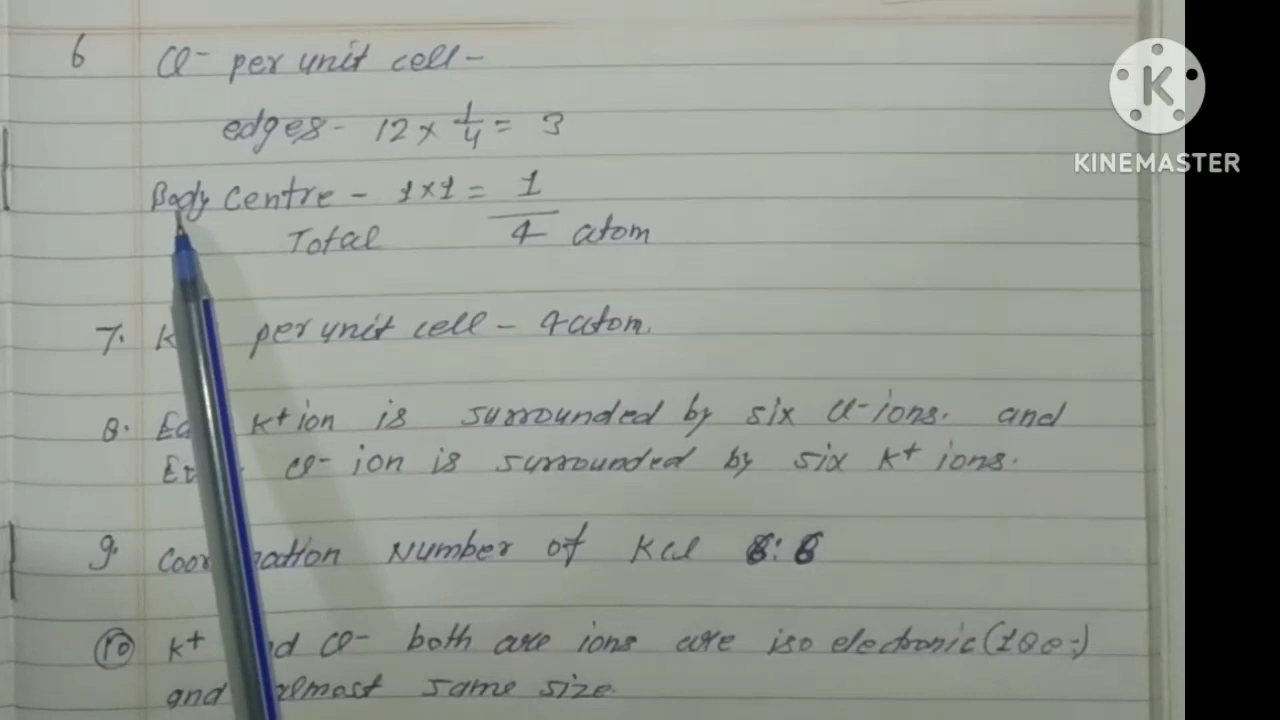 6 Cl- per unit cell -
edges - 12 × 1/4 = 3
Body Centre - 1×1 = 1
Total 4 atom
7. per unit cell - 4 atom.
8. K+ ion is surrounded by six Cl- ions. and
Cl- ion is surrounded by six K+ ions.
9. Number of KCl 6:6
10 K+ Cl- both are ions are iso electronic (18e-)
and same size.
K
KINEMASTER